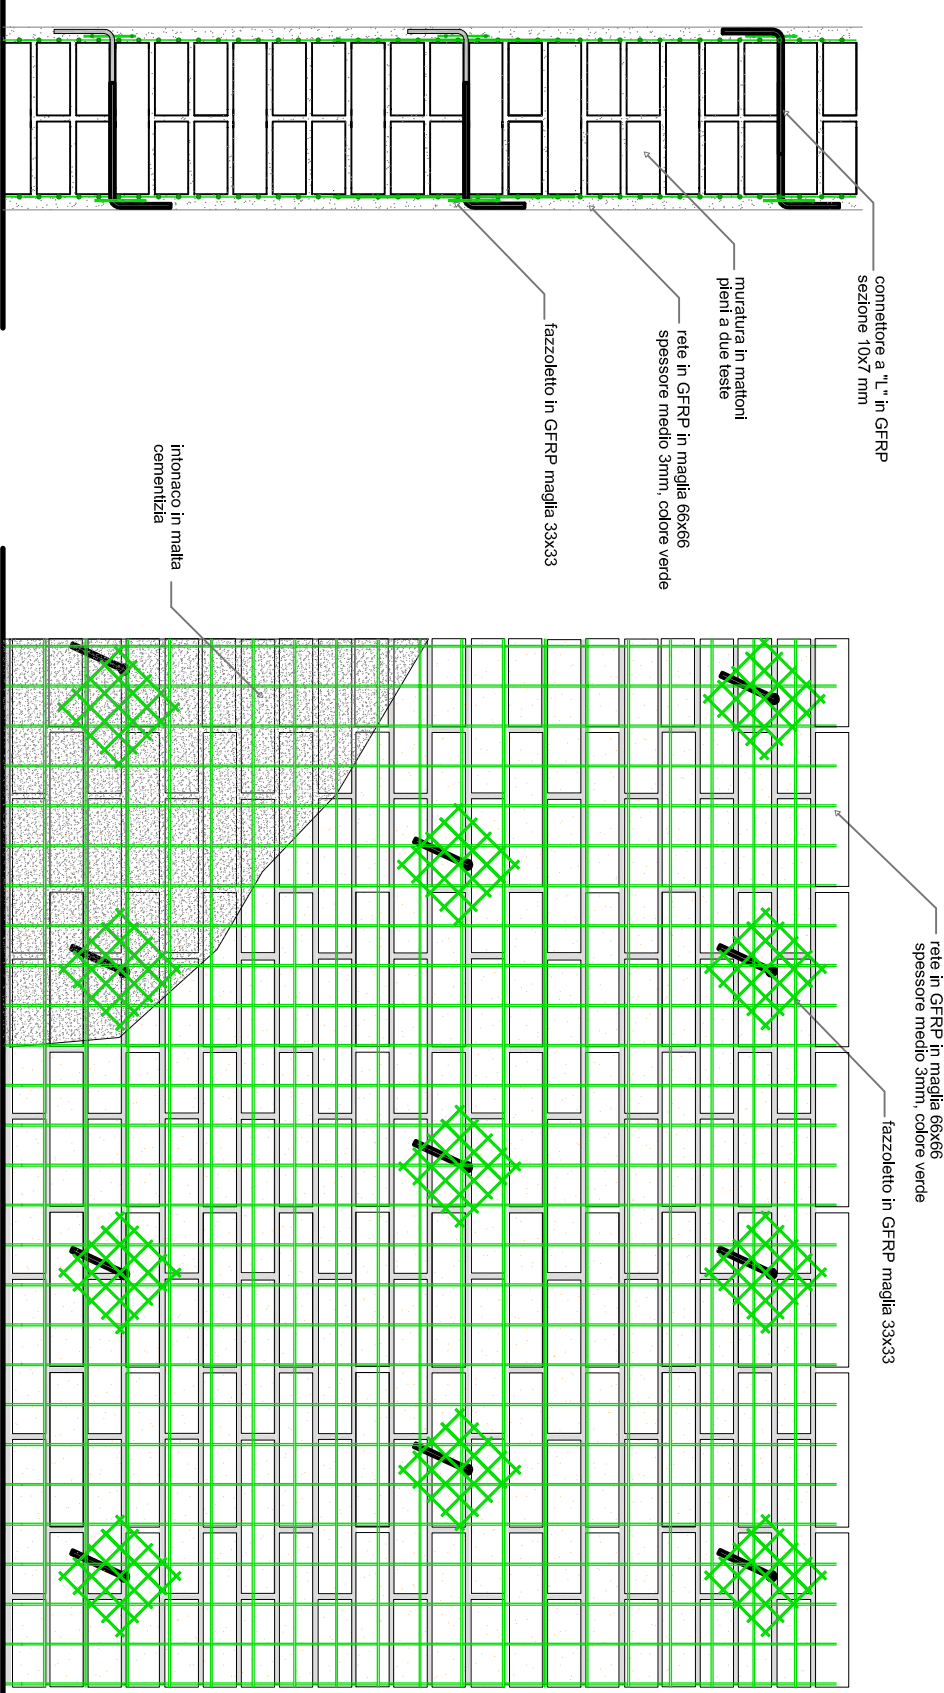 connettore a "L" in GFRP
sezione 10x7 mm
muratura in mattoni
pieni a due teste
rete in GFRP in maglia 66x66
spessore medio 3mm, colore verde
fazzoletto in GFRP maglia 33x33
intonaco in malta
cementizia
rete in GFRP in maglia 66x66
spessore medio 3mm, colore verde
fazzoletto in GFRP maglia 33x33